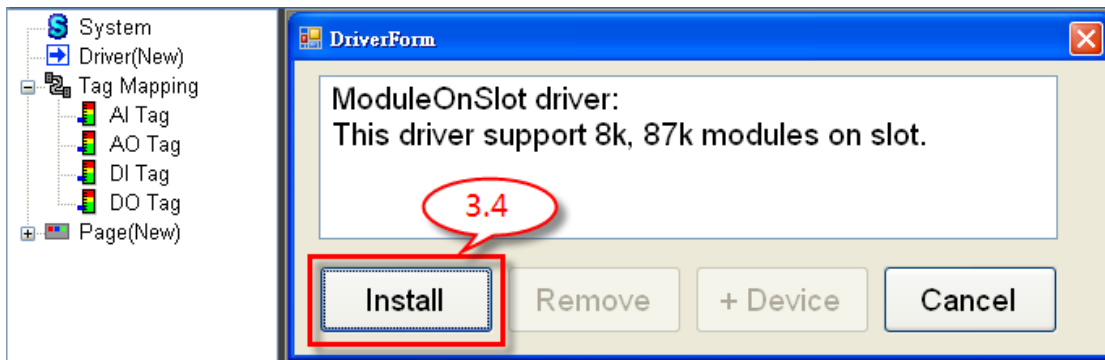 System
Driver(New)
Tag Mapping
AI Tag
AO Tag
DI Tag
DO Tag
Page(New)
DriverForm
ModuleOnSlot driver:
This driver support 8k, 87k modules on slot.
3.4
Install
Remove
+ Device
Cancel